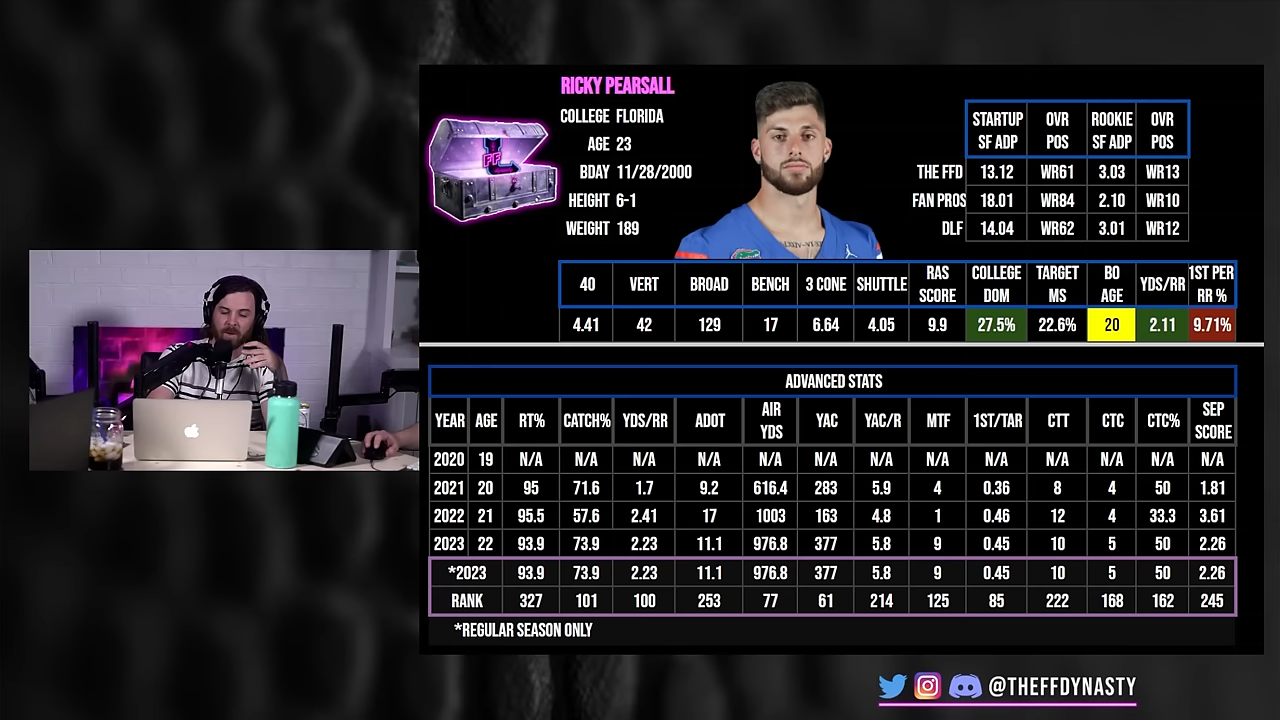 RICKY PEARSALL
COLLEGE FLORIDA
AGE 23
BDAY 11/28/2000
HEIGHT 6-1
WEIGHT 189
FF
STARTUP SF ADP OVR POS ROOKIE SF ADP OVR POS
THE FFD 13.12 WR61 3.03 WR13
FAN PROS 18.01 WR84 2.10 WR10
DLF 14.04 WR62 3.01 WR12
40 VERT BROAD BENCH 3 CONE SHUTTLE RAS SCORE COLLEGE DOM TARGET MS BO AGE YDS/RR 1ST PER RR %
4.41 42 129 17 6.64 4.05 9.9 27.5% 22.6% 20 2.11 9.71%
ADVANCED STATS
YEAR AGE RT% CATCH% YDS/RR ADOT AIR YDS YAC YAC/R MTF 1ST/TAR CTT CTC CTC% SEP SCORE
2020 19 N/A N/A N/A N/A N/A N/A N/A N/A N/A N/A N/A N/A N/A
2021 20 95 71.6 1.7 9.2 616.4 283 5.9 4 0.36 8 4 50 1.81
2022 21 95.5 57.6 2.41 17 1003 163 4.8 1 0.46 12 4 33.3 3.61
2023 22 93.9 73.9 2.23 11.1 976.8 377 5.8 9 0.45 10 5 50 2.26
*2023 93.9 73.9 2.23 11.1 976.8 377 5.8 9 0.45 10 5 50 2.26
RANK 327 101 100 253 77 61 214 125 85 222 168 162 245
*REGULAR SEASON ONLY
@THEFFDYNASTY